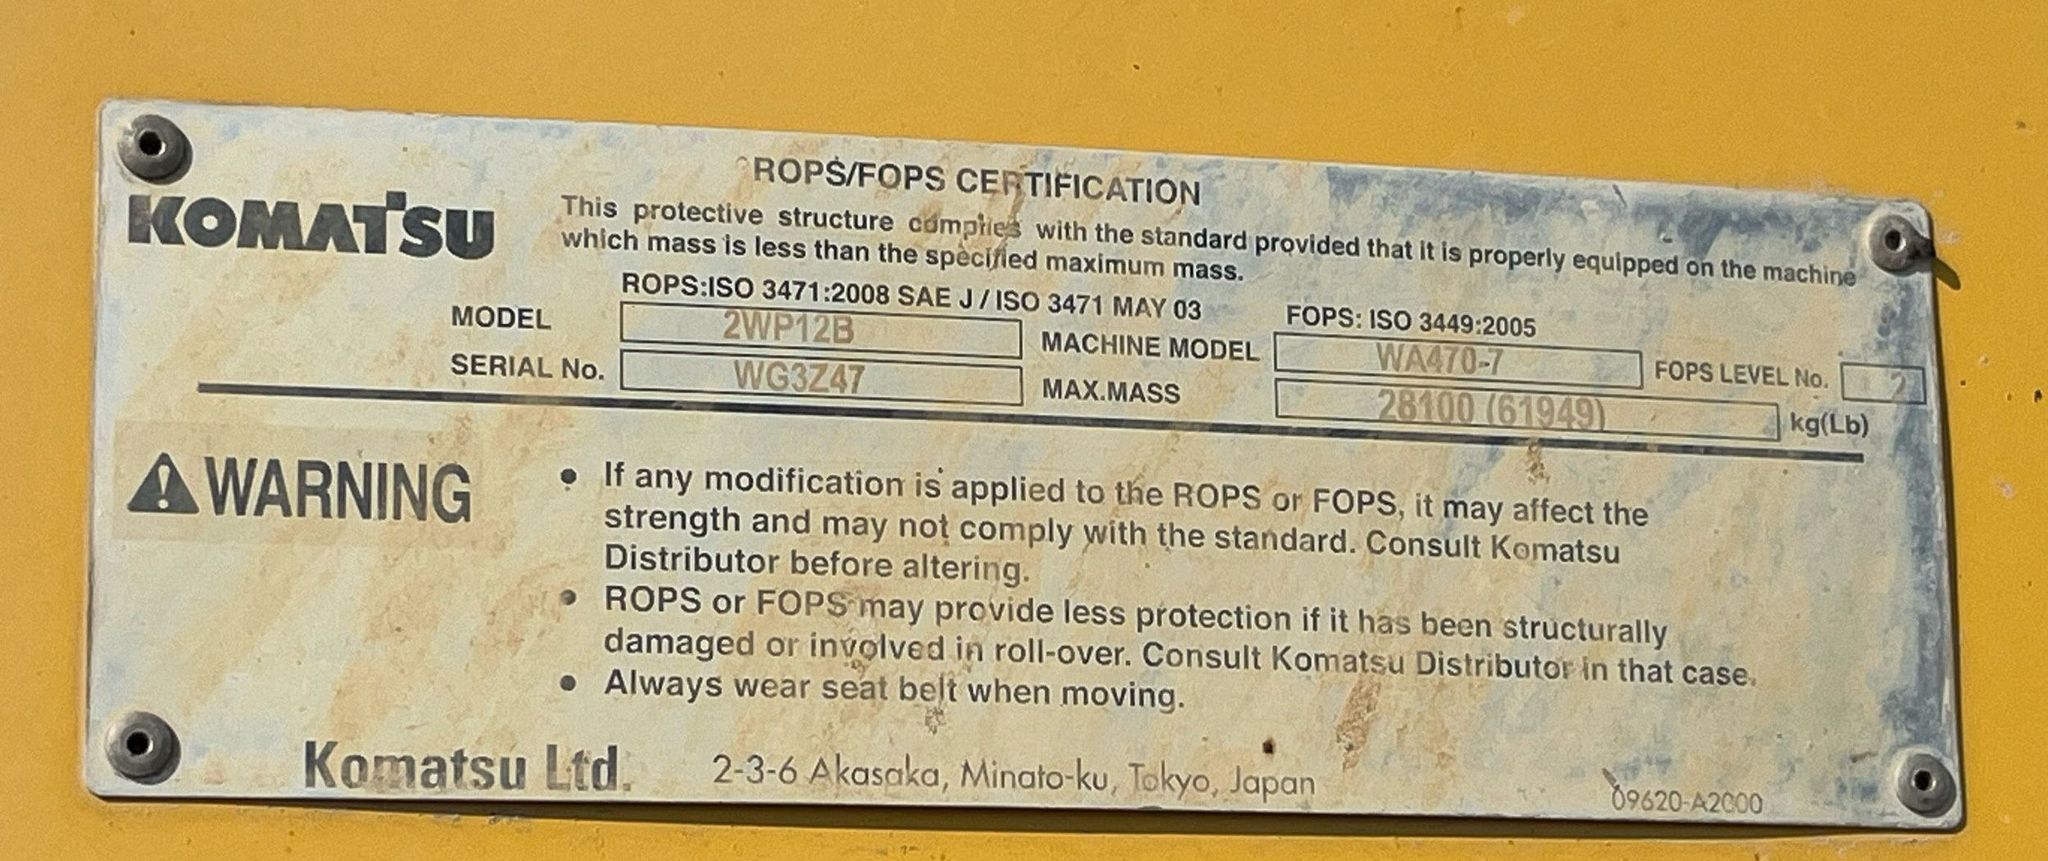 ROPS/FOPS CERTIFICATION
KOMATSU
This protective structure complies with the standard provided that it is properly equipped on the machine
which mass is less than the specified maximum mass.
ROPS:ISO 3471:2008 SAE J / ISO 3471 MAY 03 FOPS: ISO 3449:2005
MODEL 2WP12B MACHINE MODEL WA470-7 FOPS LEVEL No. 2
SERIAL No. WG3Z47 MAX.MASS 28100 (61949) kg(Lb)
WARNING
• If any modification is applied to the ROPS or FOPS, it may affect the
strength and may not comply with the standard. Consult Komatsu
Distributor before altering.
• ROPS or FOPS may provide less protection if it has been structurally
damaged or involved in roll-over. Consult Komatsu Distributor in that case.
• Always wear seat belt when moving.
Komatsu Ltd. 2-3-6 Akasaka, Minato-ku, Tokyo, Japan
09620-A2000